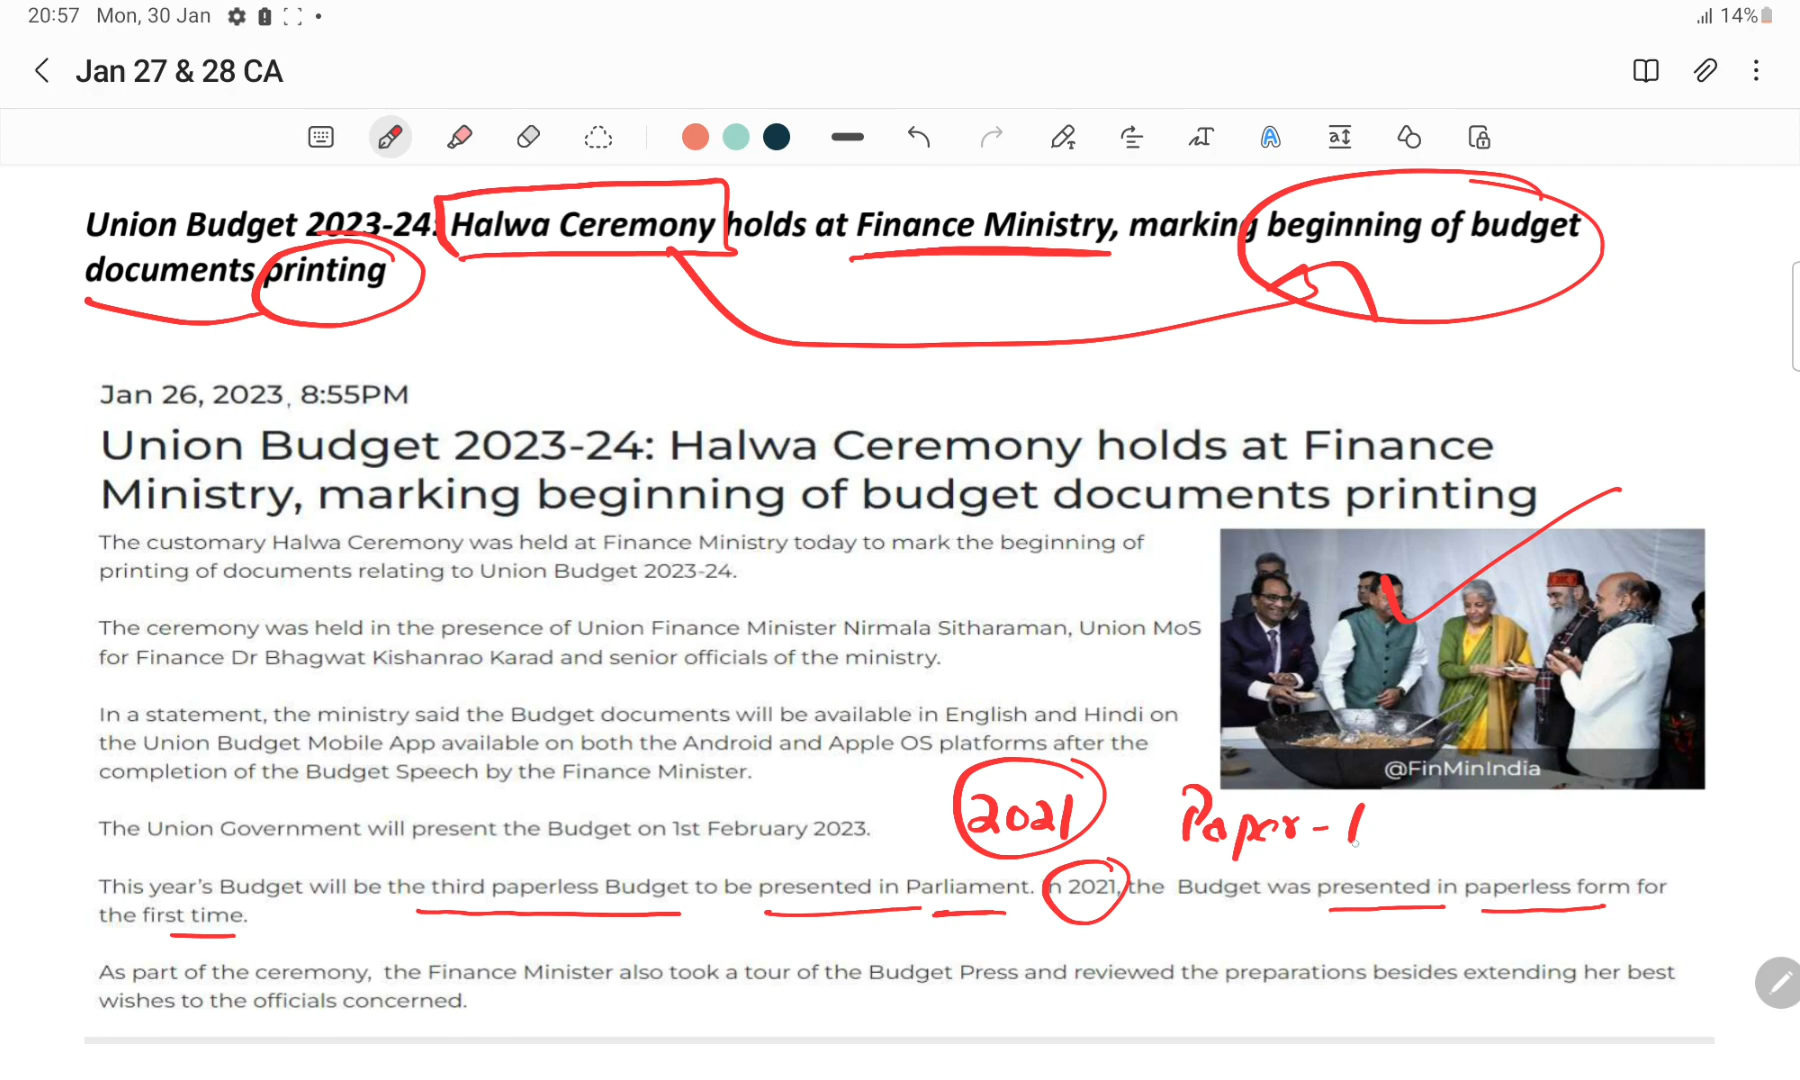 20:57 Mon, 30 Jan
14%
Jan 27 & 28 CA
Union Budget 2023-24: Halwa Ceremony holds at Finance Ministry, marking beginning of budget
documents printing
Jan 26, 2023, 8:55PM
Union Budget 2023-24: Halwa Ceremony holds at Finance
Ministry, marking beginning of budget documents printing
The customary Halwa Ceremony was held at Finance Ministry today to mark the beginning of
printing of documents relating to Union Budget 2023-24.
The ceremony was held in the presence of Union Finance Minister Nirmala Sitharaman, Union MoS
for Finance Dr Bhagwat Kishanrao Karad and senior officials of the ministry.
In a statement, the ministry said the Budget documents will be available in English and Hindi on
the Union Budget Mobile App available on both the Android and Apple OS platforms after the
completion of the Budget Speech by the Finance Minister.
@FinMinIndia
2021 Paper-1
The Union Government will present the Budget on 1st February 2023.
This year's Budget will be the third paperless Budget to be presented in Parliament. In 2021, the Budget was presented in paperless form for
the first time.
As part of the ceremony, the Finance Minister also took a tour of the Budget Press and reviewed the preparations besides extending her best
wishes to the officials concerned.